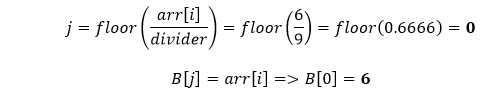 j = floor(arr[i]/divider) = floor(6/9) = floor(0.6666) = 0
B[j] = arr[i] => B[0] = 6